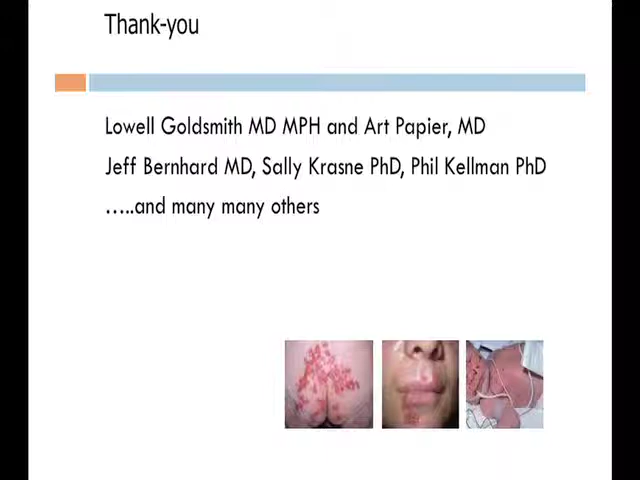 Thank-you
Lowell Goldsmith MD MPH and Art Papier, MD
Jeff Bernhard MD, Sally Krasne PhD, Phil Kellman PhD
.....and many many others